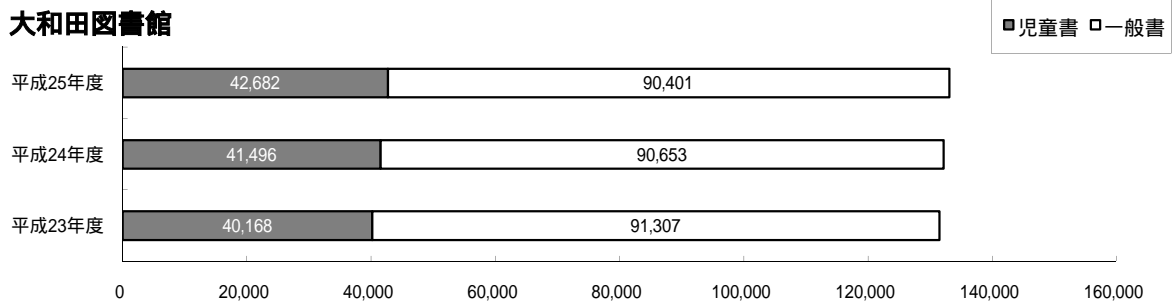 大和田図書館
児童書 一般書
平成25年度 42,682 90,401
平成24年度 41,496 90,653
平成23年度 40,168 91,307
0 20,000 40,000 60,000 80,000 100,000 120,000 140,000 160,000